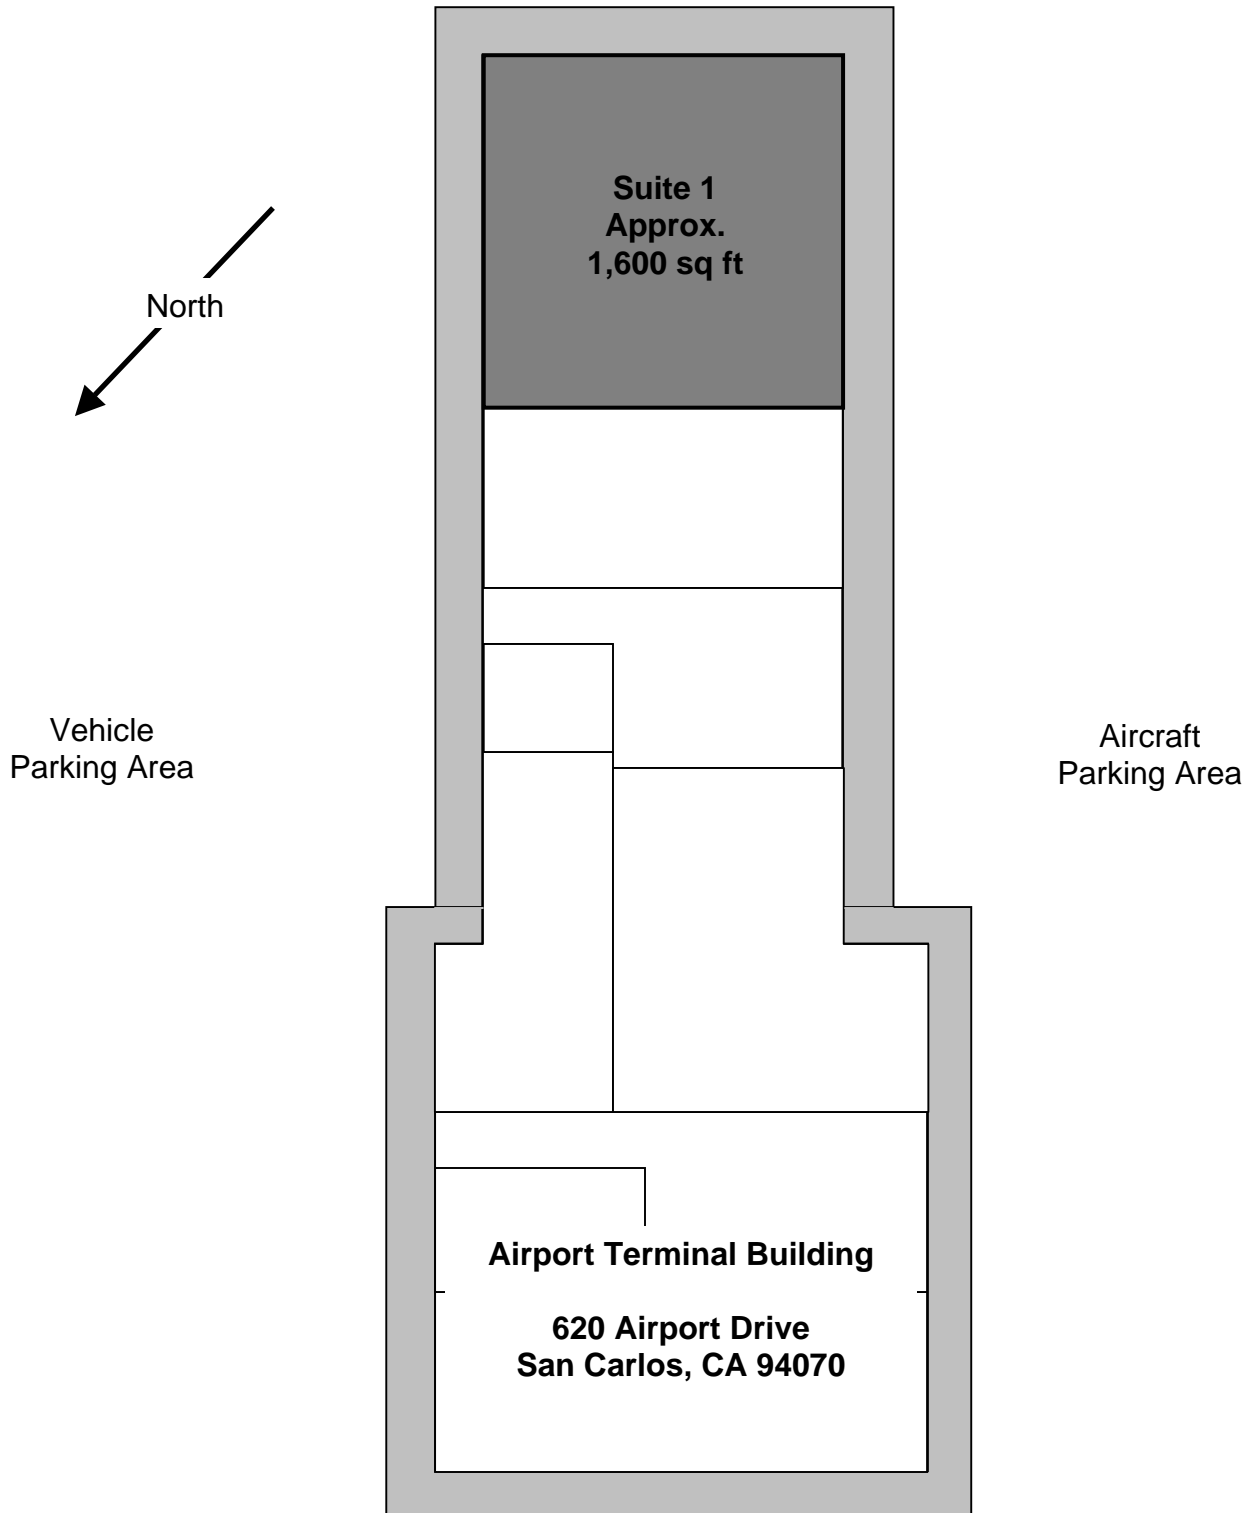 Suite 1
Approx.
1,600 sq ft
North
Vehicle
Parking Area
Aircraft
Parking Area
Airport Terminal Building
620 Airport Drive
San Carlos, CA 94070